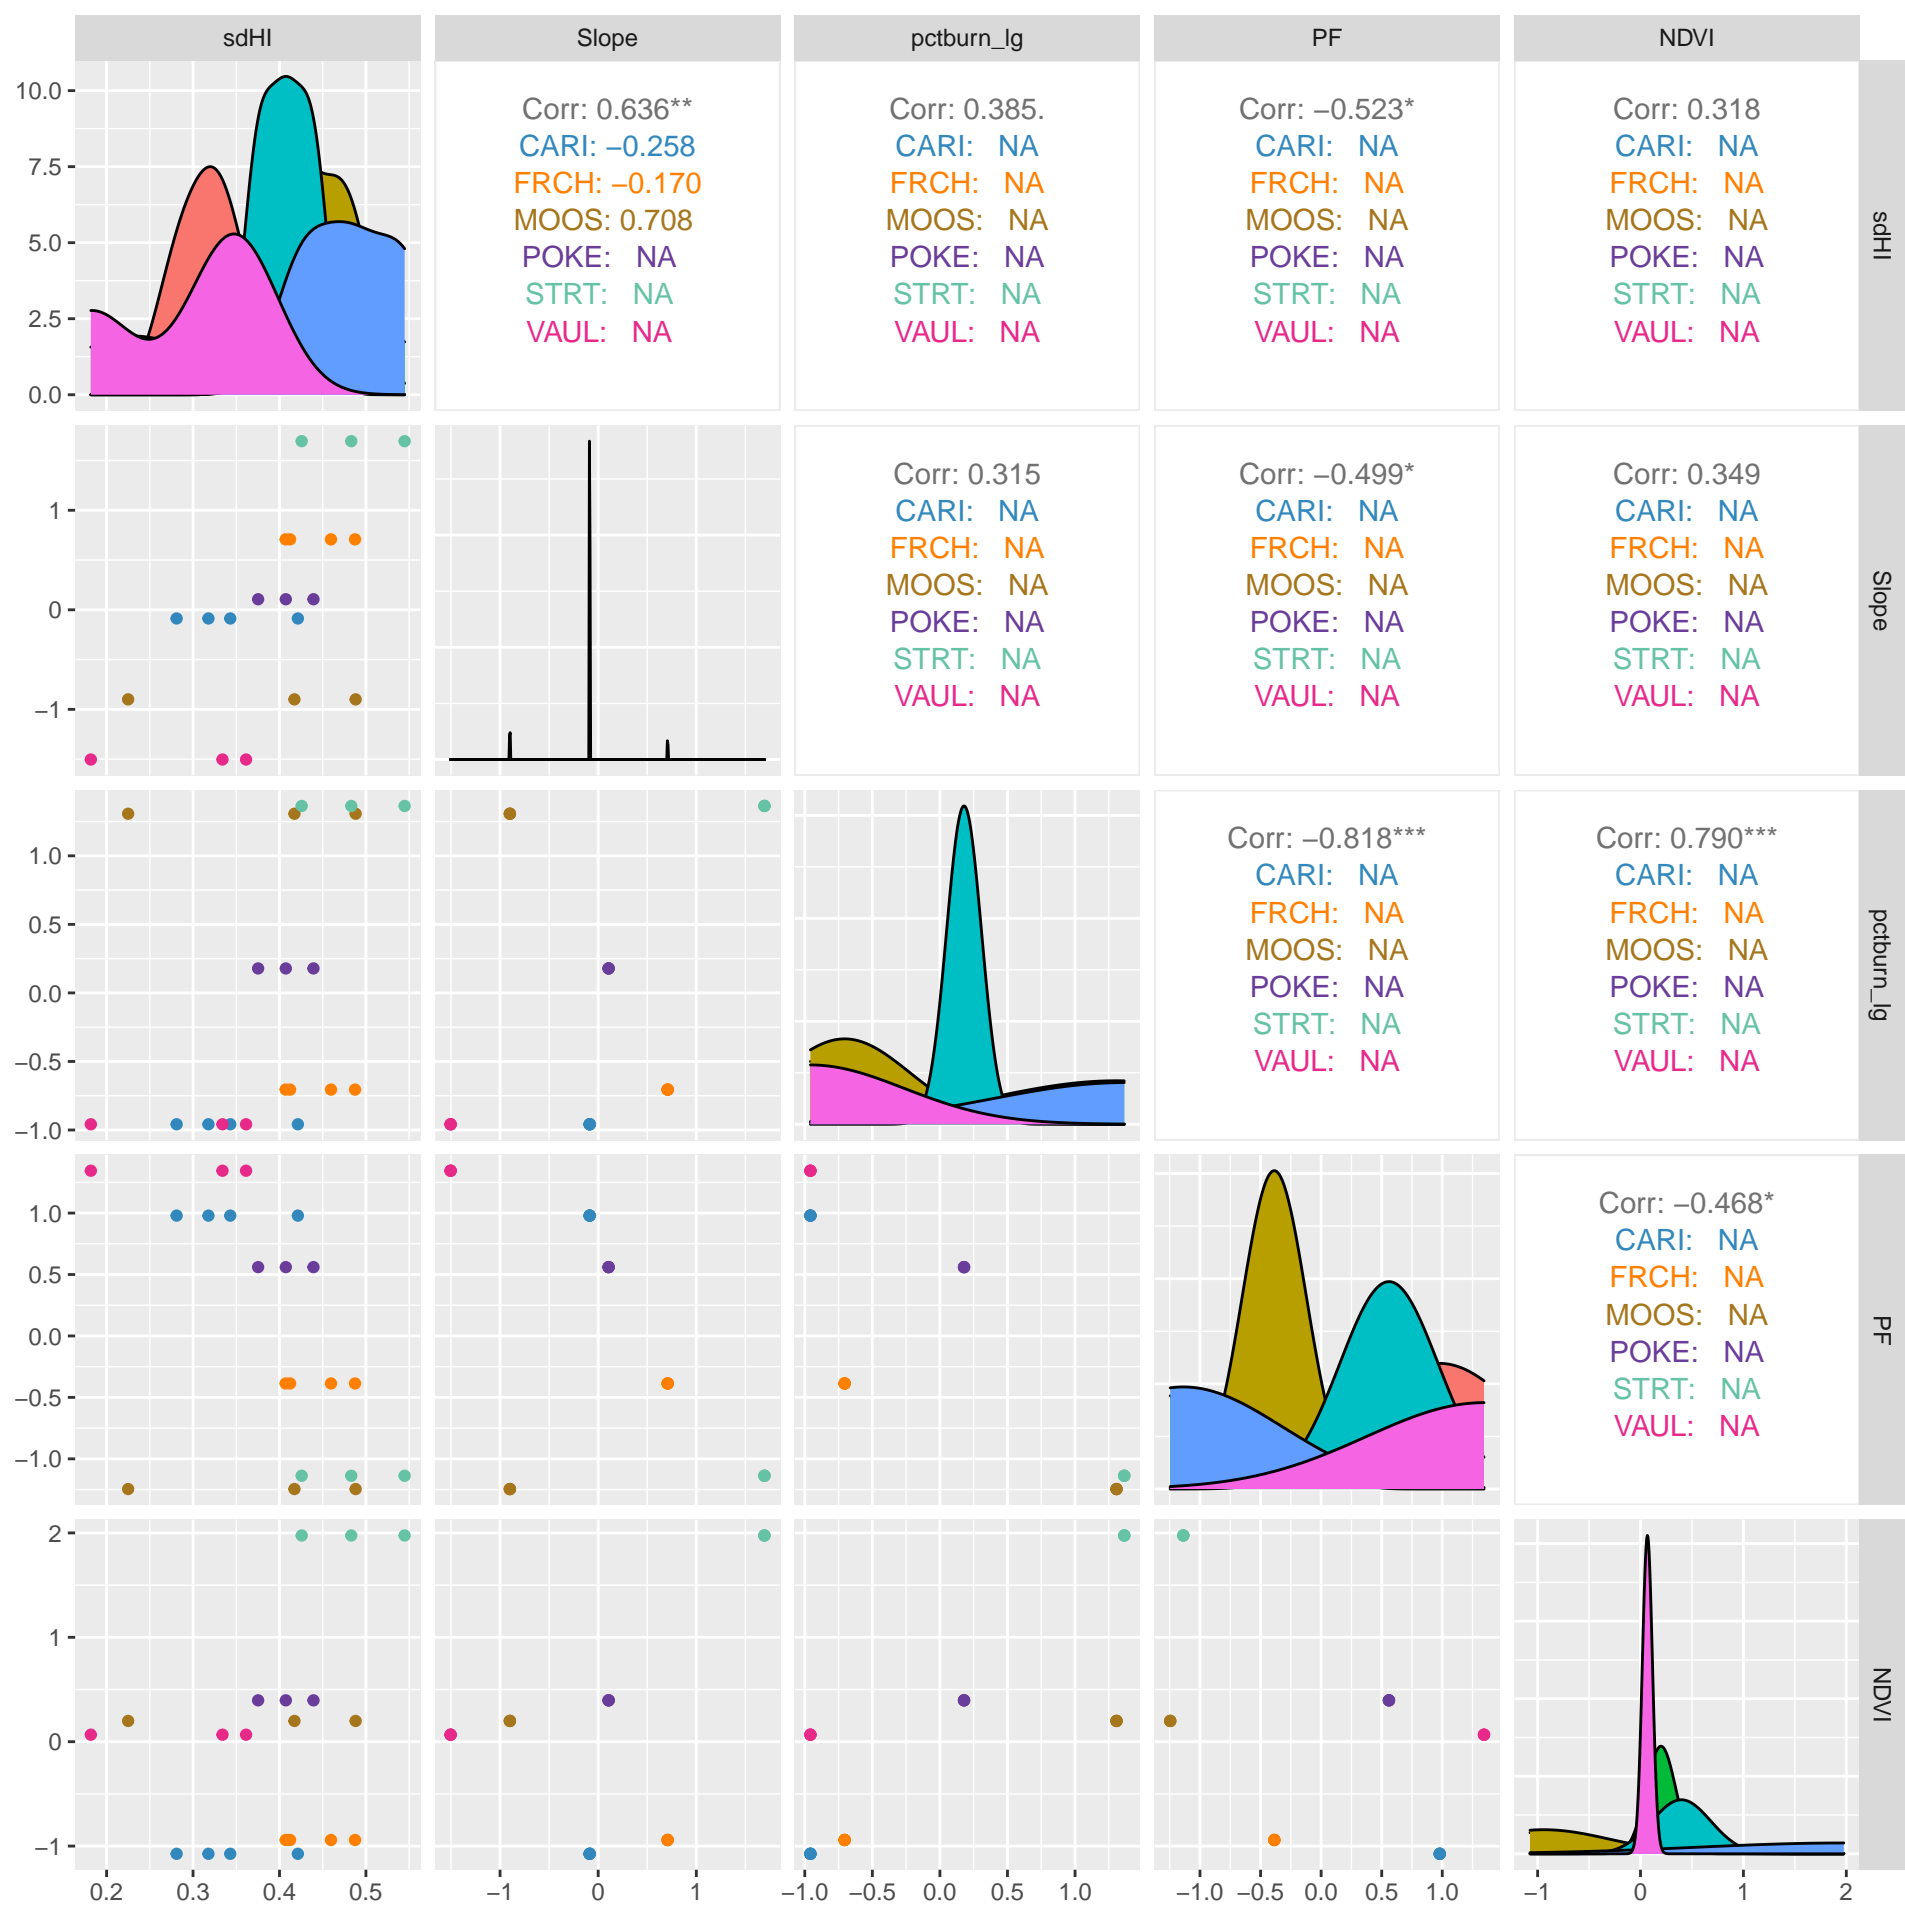 sdHI Slope pctburn_lg PF NDVI
10.0
7.5
5.0
2.5
0.0
Corr: 0.636**
CARI: −0.258
FRCH: −0.170
MOOS: 0.708
POKE: NA
STRT: NA
VAUL: NA
Corr: 0.385.
CARI: NA
FRCH: NA
MOOS: NA
POKE: NA
STRT: NA
VAUL: NA
Corr: −0.523*
CARI: NA
FRCH: NA
MOOS: NA
POKE: NA
STRT: NA
VAUL: NA
Corr: 0.318
CARI: NA
FRCH: NA
MOOS: NA
POKE: NA
STRT: NA
VAUL: NA
sdHI
1
0
−1
Corr: 0.315
CARI: NA
FRCH: NA
MOOS: NA
POKE: NA
STRT: NA
VAUL: NA
Corr: −0.499*
CARI: NA
FRCH: NA
MOOS: NA
POKE: NA
STRT: NA
VAUL: NA
Corr: 0.349
CARI: NA
FRCH: NA
MOOS: NA
POKE: NA
STRT: NA
VAUL: NA
Slope
1.0
0.5
0.0
−0.5
−1.0
Corr: −0.818***
CARI: NA
FRCH: NA
MOOS: NA
POKE: NA
STRT: NA
VAUL: NA
Corr: 0.790***
CARI: NA
FRCH: NA
MOOS: NA
POKE: NA
STRT: NA
VAUL: NA
pctburn_lg
1.0
0.5
0.0
−0.5
−1.0
Corr: −0.468*
CARI: NA
FRCH: NA
MOOS: NA
POKE: NA
STRT: NA
VAUL: NA
PF
2
1
0
−1
NDVI
0.2 0.3 0.4 0.5 −1 0 1 −1.0 −0.5 0.0 0.5 1.0 −1.0 −0.5 0.0 0.5 1.0 −1 0 1 2